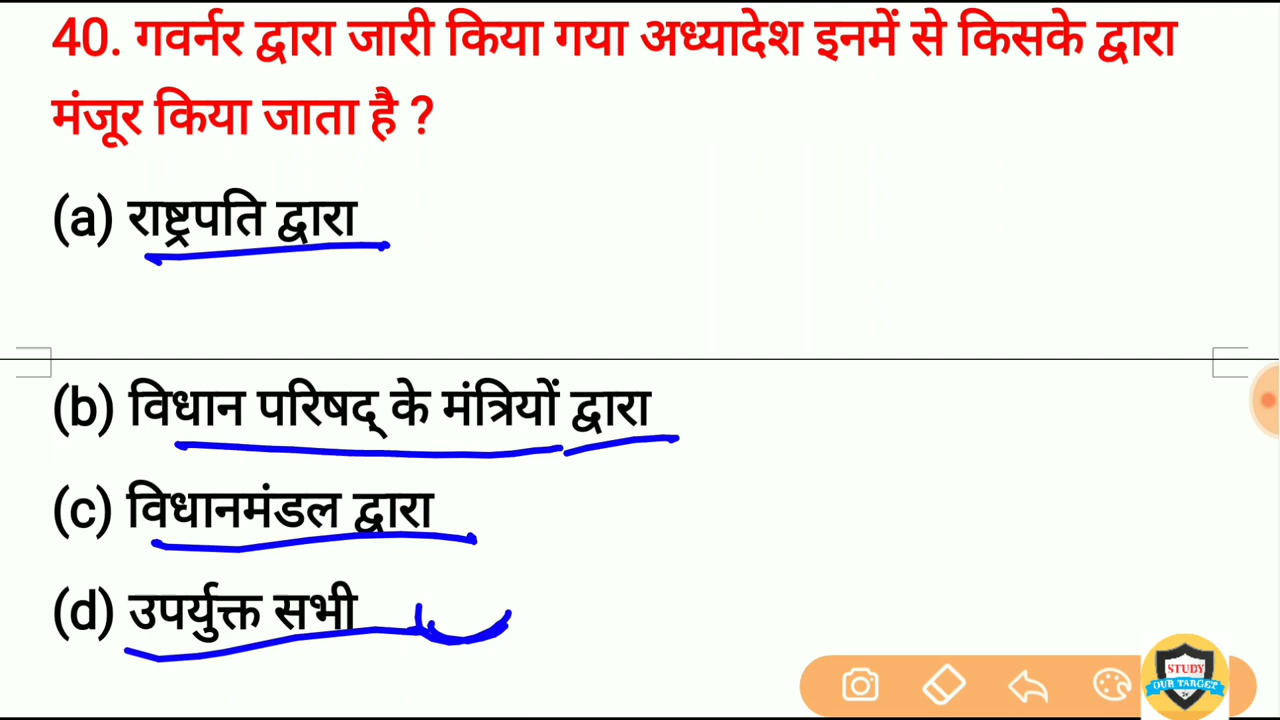 40. गवर्नर द्वारा जारी किया गया अध्यादेश इनमें से किसके द्वारा
मंजूर किया जाता है ?
(a) राष्ट्रपति द्वारा
(b) विधान परिषद् के मंत्रियों द्वारा
(c) विधानमंडल द्वारा
(d) उपर्युक्त सभी
STUDY
OUR TARGET